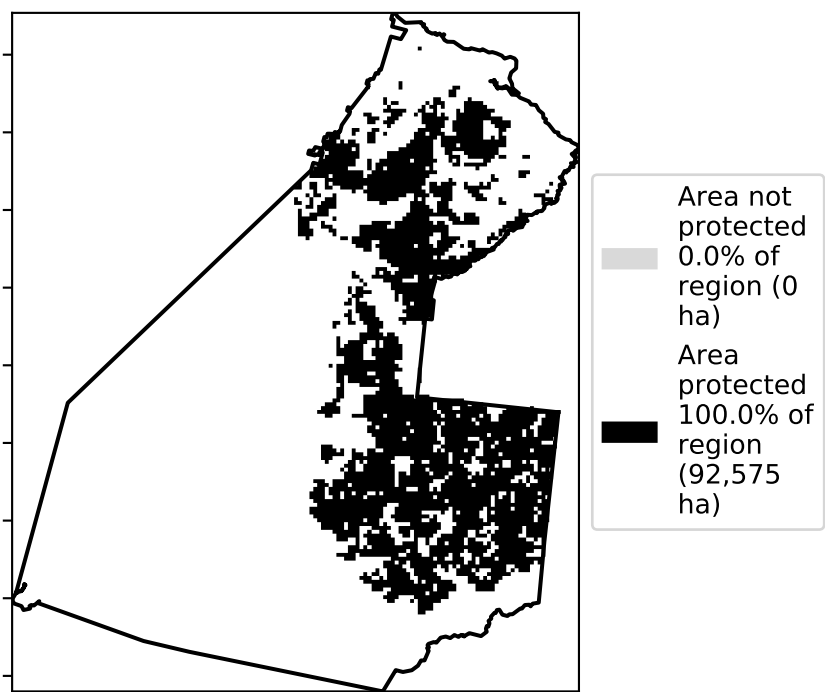 Area not
protected
0.0% of
region (0
ha)
Area
protected
100.0% of
region
(92,575
ha)